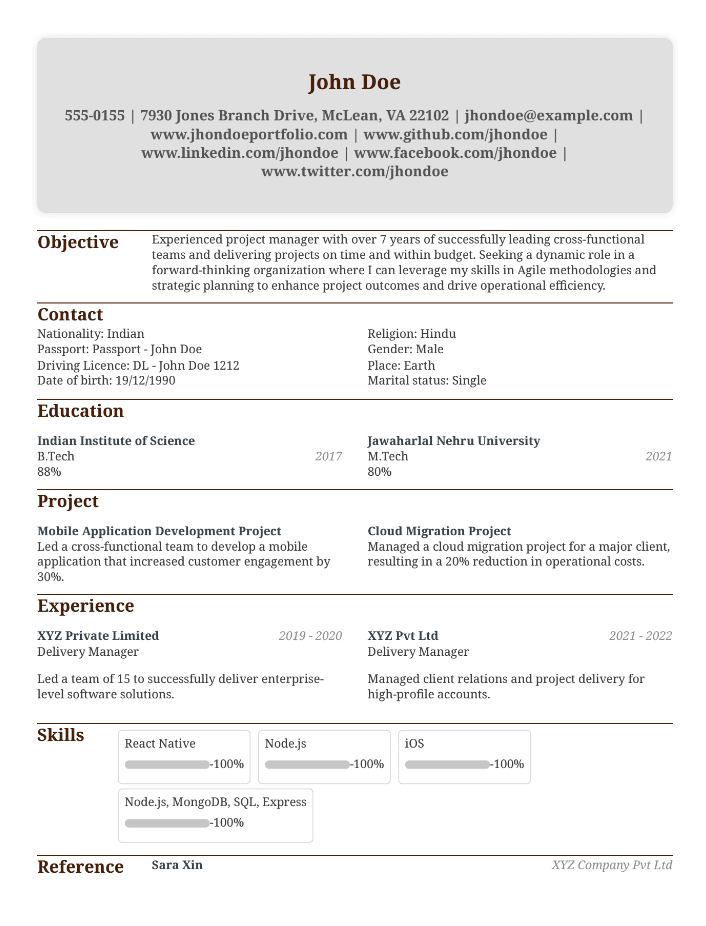 John Doe
555-0155 | 7930 Jones Branch Drive, McLean, VA 22102 | jhondoe@example.com |
www.jhondoeportfolio.com | www.github.com/jhondoe |
www.linkedin.com/jhondoe | www.facebook.com/jhondoe |
www.twitter.com/jhondoe
Objective
Experienced project manager with over 7 years of successfully leading cross-functional
teams and delivering projects on time and within budget. Seeking a dynamic role in a
forward-thinking organization where I can leverage my skills in Agile methodologies and
strategic planning to enhance project outcomes and drive operational efficiency.
Contact
Nationality: Indian
Passport: Passport - John Doe
Driving Licence: DL - John Doe 1212
Date of birth: 19/12/1990
Religion: Hindu
Gender: Male
Place: Earth
Marital status: Single
Education
Indian Institute of Science
B.Tech 2017
88%
Jawaharlal Nehru University
M.Tech 2021
80%
Project
Mobile Application Development Project
Led a cross-functional team to develop a mobile
application that increased customer engagement by
30%.
Cloud Migration Project
Managed a cloud migration project for a major client,
resulting in a 20% reduction in operational costs.
Experience
XYZ Private Limited 2019 - 2020
Delivery Manager
Led a team of 15 to successfully deliver enterprise-
level software solutions.
XYZ Pvt Ltd 2021 - 2022
Delivery Manager
Managed client relations and project delivery for
high-profile accounts.
Skills
React Native
-100%
Node.js
-100%
iOS
-100%
Node.js, MongoDB, SQL, Express
-100%
Reference
Sara Xin XYZ Company Pvt Ltd